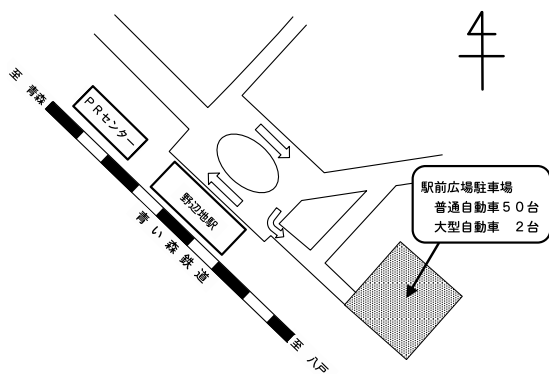 至 青森
PRセンター
野辺地駅
青い森鉄道
至 八戸
駅前広場駐車場
普通自動車50台
大型自動車 2台